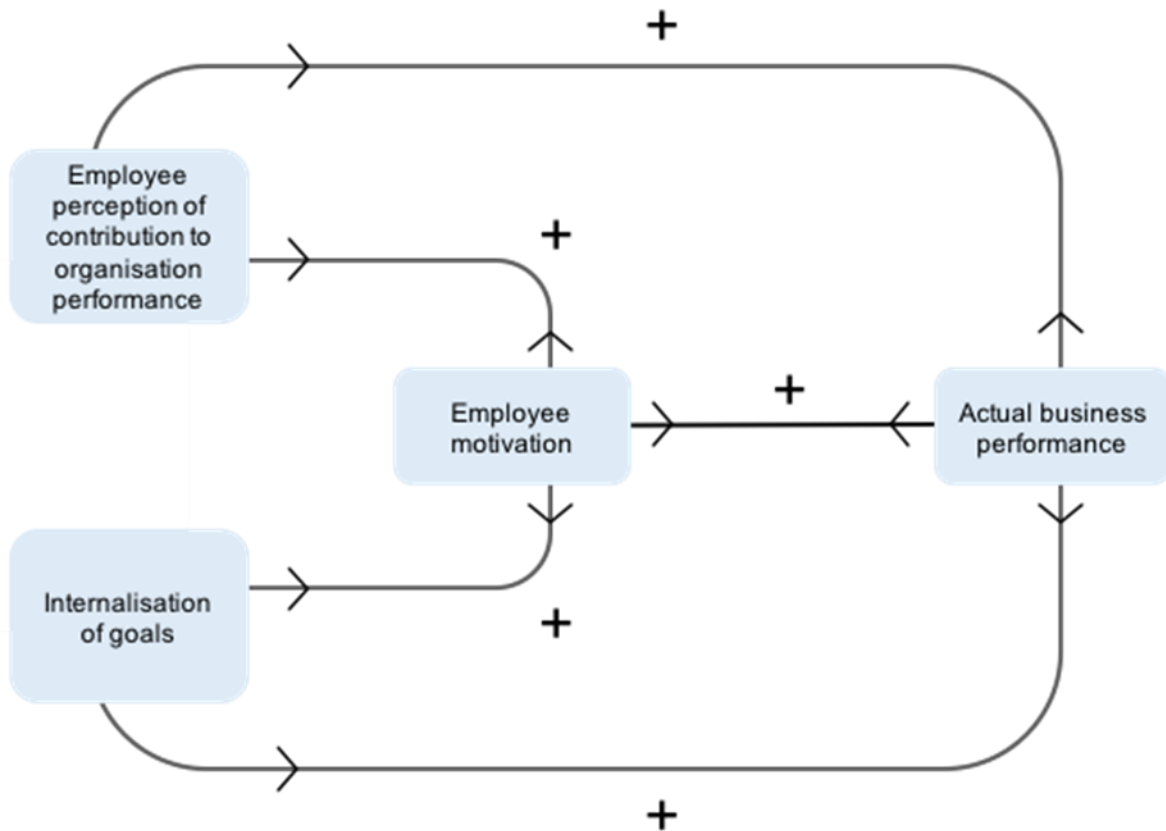 +
Employee
perception of
contribution to
organisation
performance
+
Employee
motivation
+
Actual business
performance
Internalisation
of goals
+
+